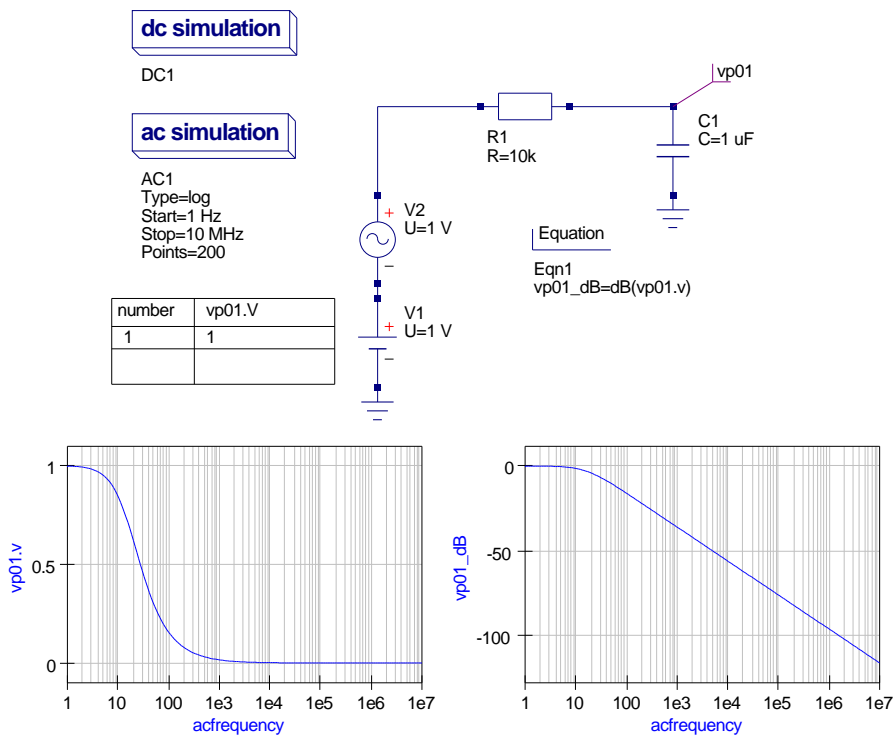 dc simulation
DC1
ac simulation
AC1
Type=log
Start=1 Hz
Stop=10 MHz
Points=200
number vp01.V
1 1
R1
R=10k
vp01
C1
C=1 uF
+ V2
U=1 V
−
+ V1
U=1 V
−
Equation
Eqn1
vp01_dB=dB(vp01.v)
vp01.v
1
0.5
0
1 10 100 1e3 1e4 1e5 1e6 1e7
acfrequency
vp01_dB
0
-50
-100
1 10 100 1e3 1e4 1e5 1e6 1e7
acfrequency